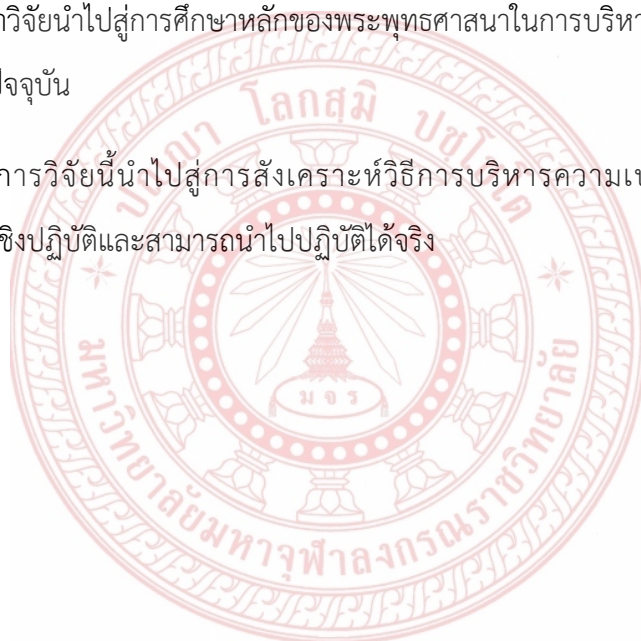 วิจัยนำไปสู่การศึกษาหลักของพระพุทธศาสนาในการบริหา
ปัจจุบัน
การวิจัยนี้นำไปสู่การสังเคราะห์วิธีการบริหารความเ
ชิงปฏิบัติและสามารถนำไปปฏิบัติได้จริง
ปญฺญา โลกสฺมิ ปชฺโชโต
ม จ ร
มหาวิทยาลัยมหาจุฬาลงกรณราชวิทยาลัย